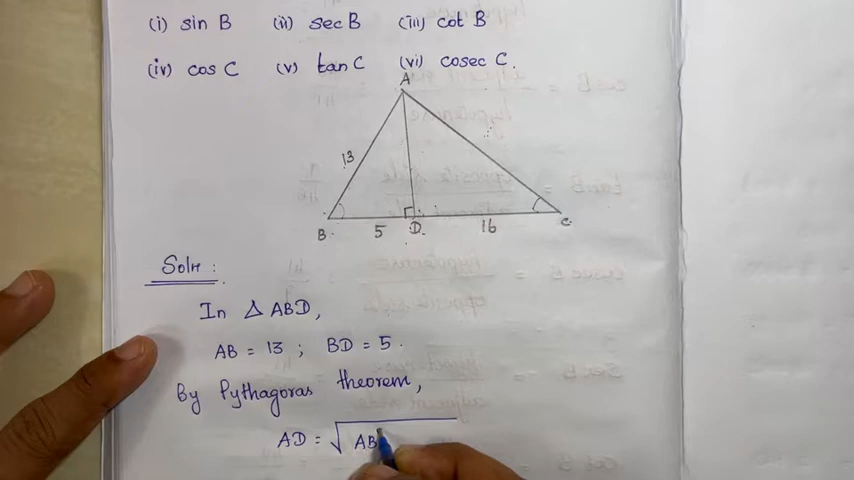 (i) sin B (ii) sec B (iii) cot B
(iv) cos C (v) tan C (vi) cosec C.
A
13
B 5 D 16 C
Soln :
In △ ABD,
AB = 13 ; BD = 5.
By Pythagoras theorem,
AD = √ AB